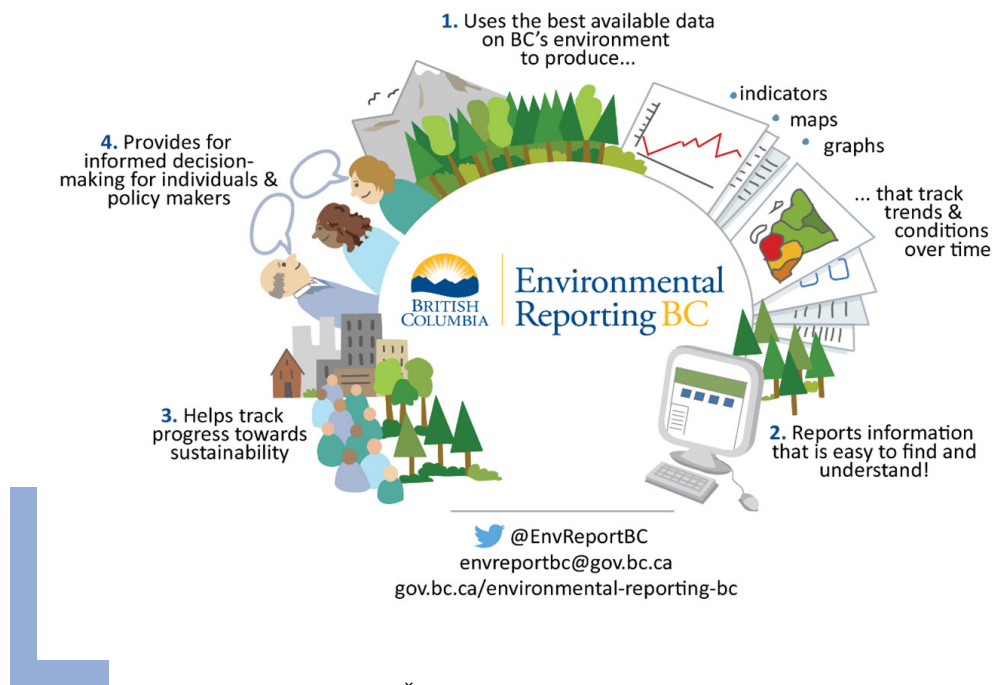 1. Uses the best available data
on BC's environment
to produce...
indicators
maps
graphs
... that track
trends &
conditions
over time
2. Reports information
that is easy to find and
understand!
3. Helps track
progress towards
sustainability
4. Provides for
informed decision-
making for individuals &
policy makers
BRITISH
COLUMBIA
Environmental
Reporting BC
@EnvReportBC
envreportbc@gov.bc.ca
gov.bc.ca/environmental-reporting-bc